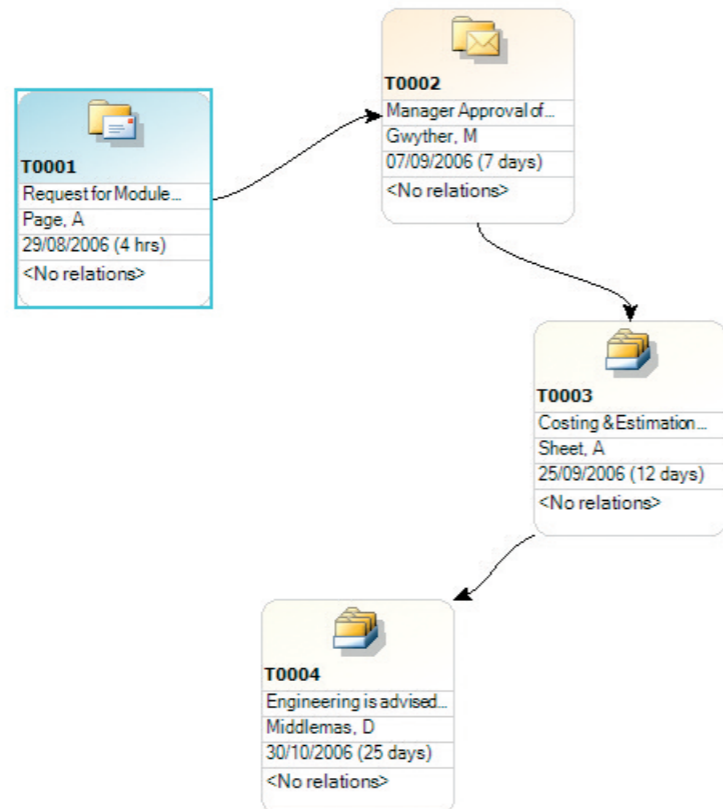 T0001
Request for Module...
Page, A
29/08/2006 (4 hrs)
<No relations>
T0002
Manager Approval of...
Gwyther, M
07/09/2006 (7 days)
<No relations>
T0003
Costing & Estimation...
Sheet, A
25/09/2006 (12 days)
<No relations>
T0004
Engineering is advised...
Middlemas, D
30/10/2006 (25 days)
<No relations>